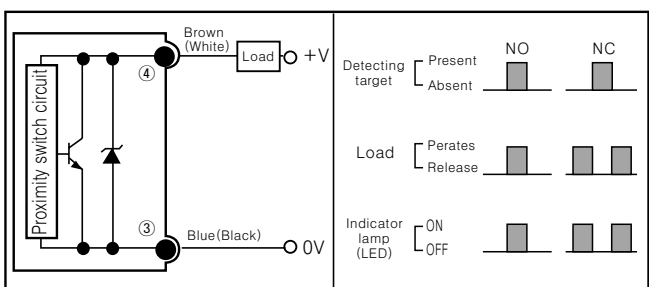 Proximity switch circuit
Brown
(White)
④
Load
+V
③
Blue(Black)
0V
NO
NC
Detecting
target
Present
Absent
Load
Perates
Release
Indicator
lamp
(LED)
ON
OFF